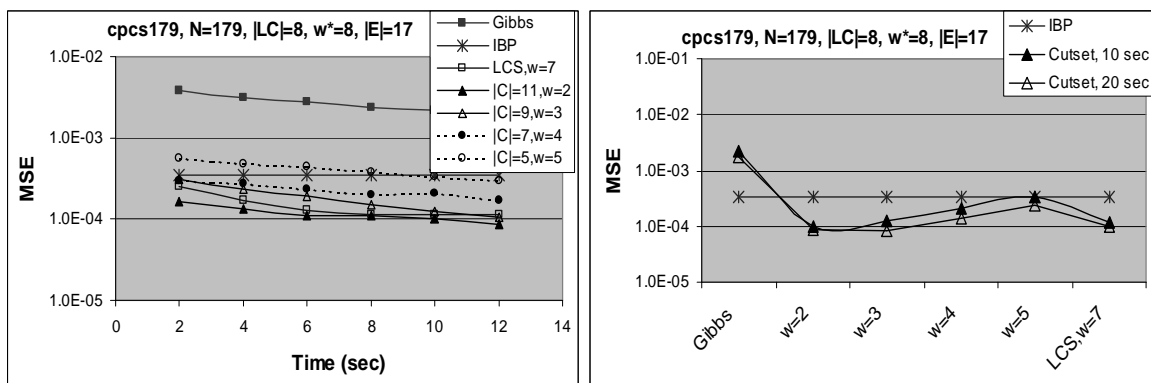 cpcs179, N=179, |LC|=8, w*=8, |E|=17
Gibbs
IBP
LCS,w=7
|C|=11,w=2
|C|=9,w=3
|C|=7,w=4
|C|=5,w=5
1.0E-02
1.0E-03
1.0E-04
1.0E-05
MSE
0 2 4 6 8 10 12 14
Time (sec)
cpcs179, N=179, |LC|=8, w*=8, |E|=17
IBP
Cutset, 10 sec
Cutset, 20 sec
1.0E-01
1.0E-02
1.0E-03
1.0E-04
1.0E-05
MSE
Gibbs
w=2
w=3
w=4
w=5
LCS,w=7